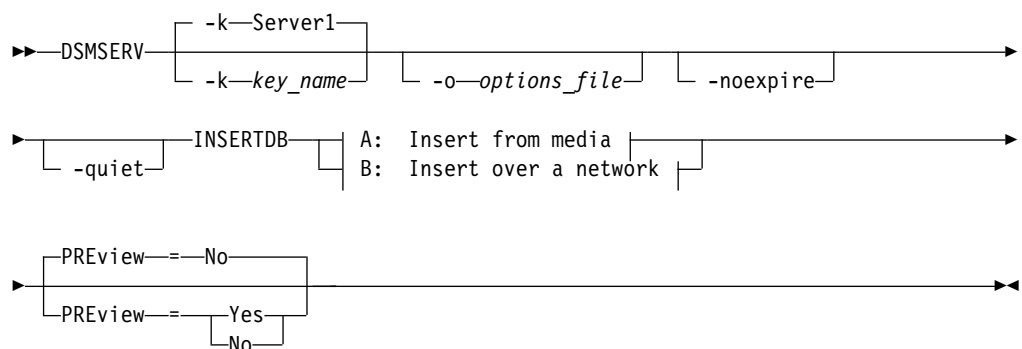 -k Server1
DSMSERV
-k key_name
-o options_file
-noexpire
-quiet
INSERTDB
A: Insert from media
B: Insert over a network
PREview = No
PREview = Yes
No